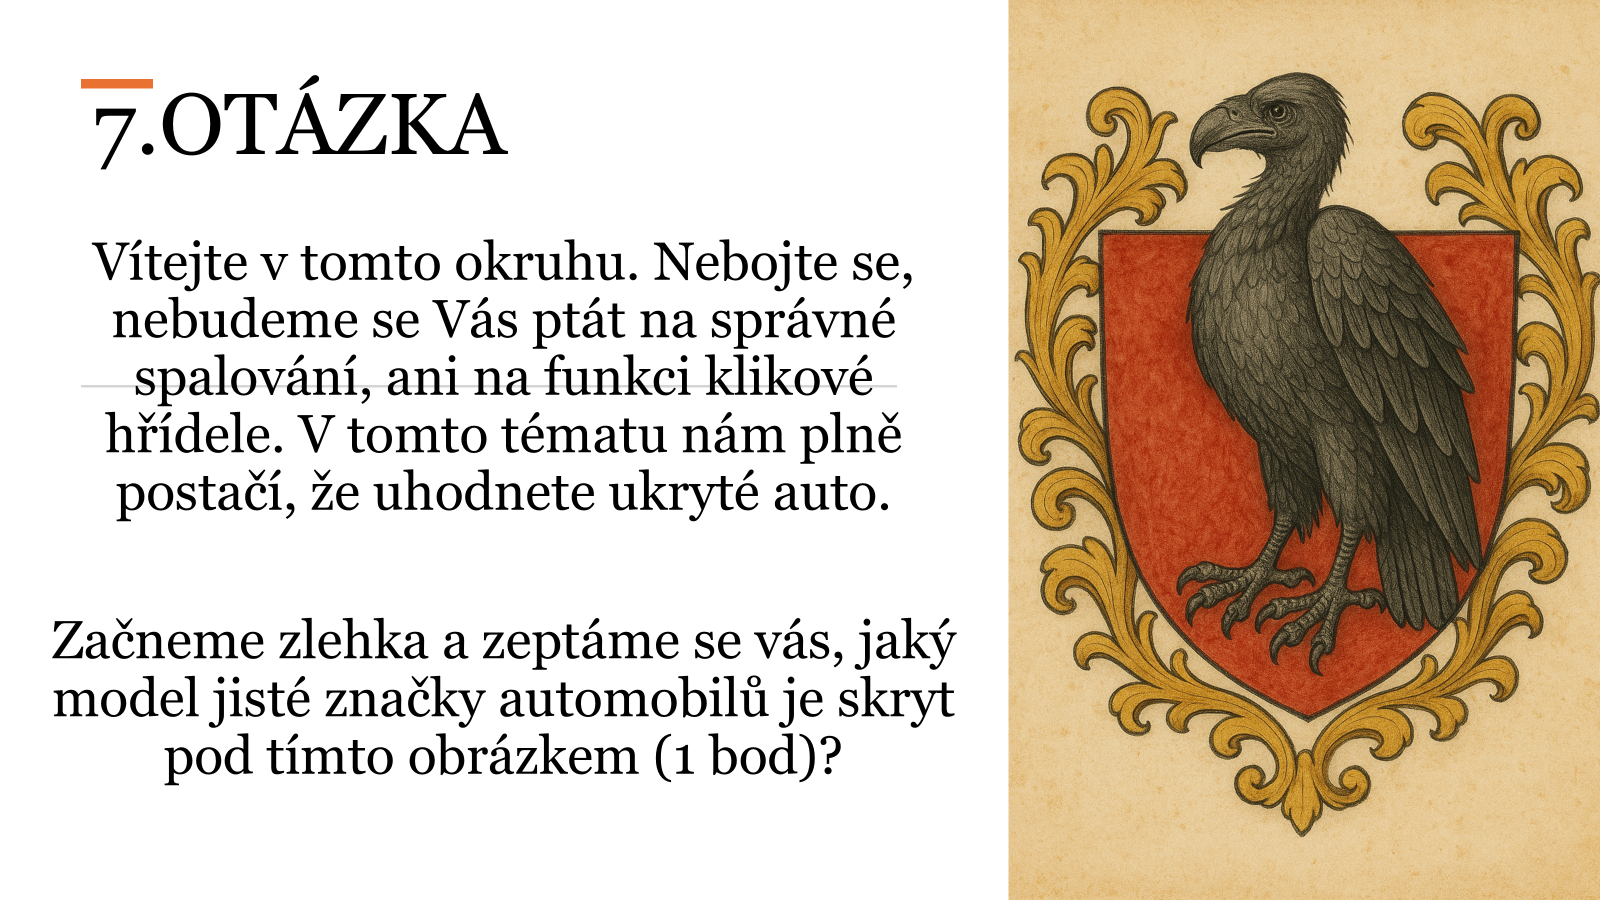 7.OTÁZKA
Vítejte v tomto okruhu. Nebojte se,
nebudeme se Vás ptát na správné
spalování, ani na funkci klikové
hřídele. V tomto tématu nám plně
postačí, že uhodnete ukryté auto.
Začneme zlehka a zeptáme se vás, jaký
model jisté značky automobilů je skryt
pod tímto obrázkem (1 bod)?